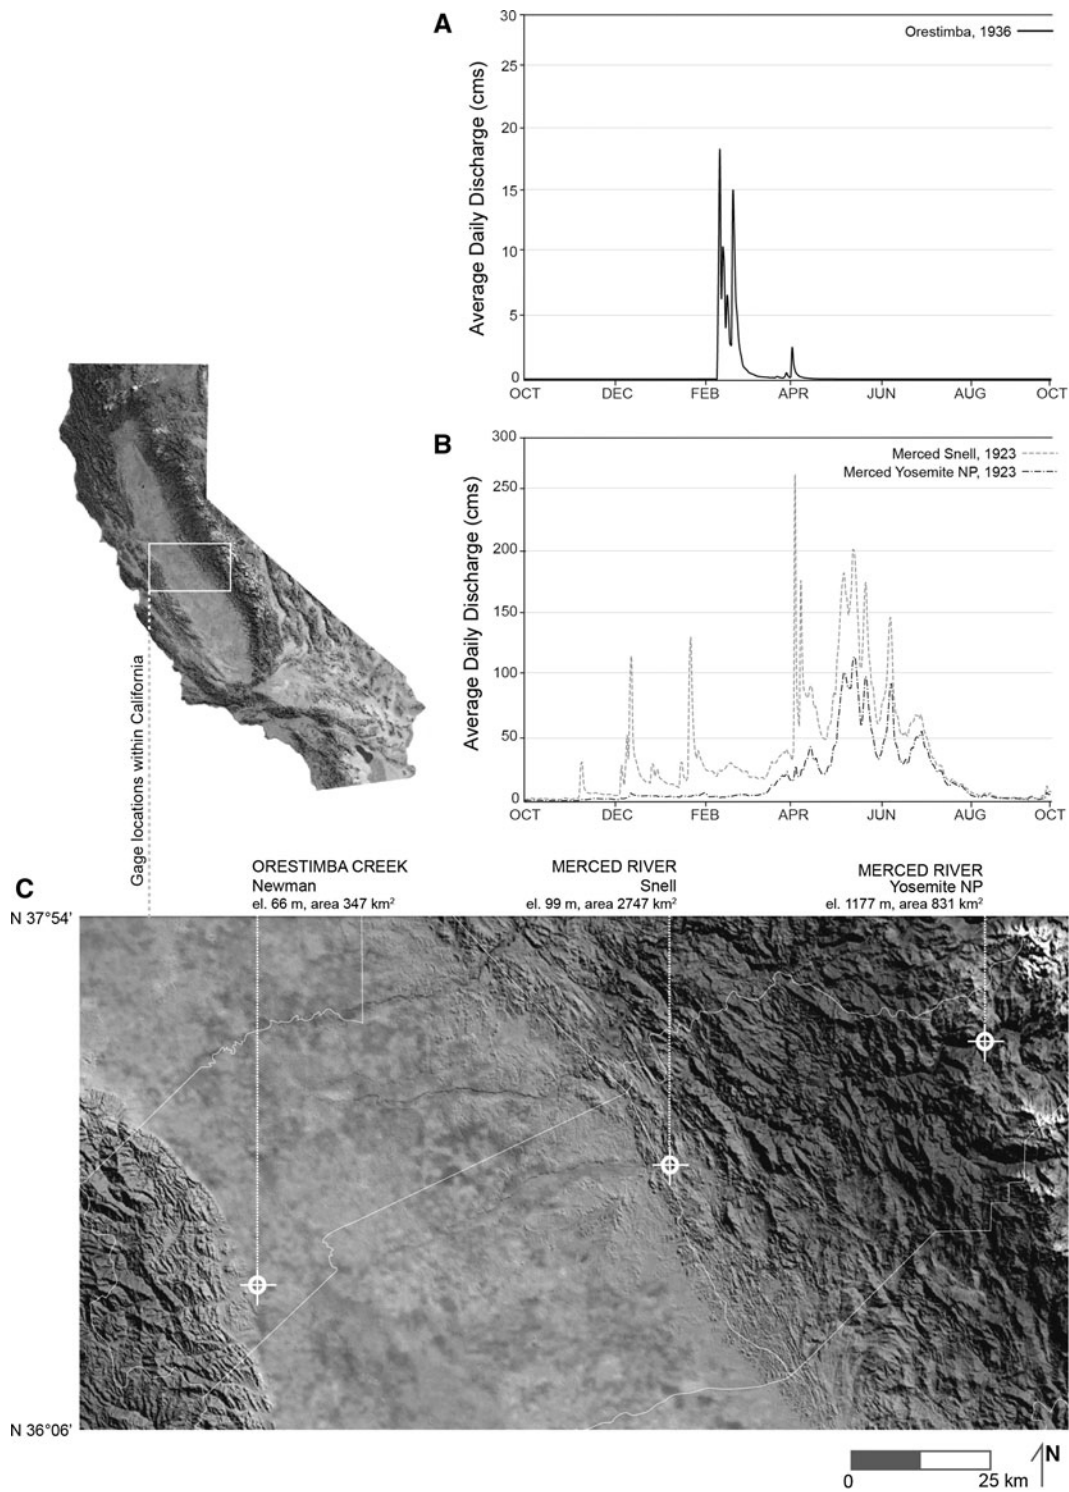 A
Orestimba, 1936
Average Daily Discharge (cms)
30
25
20
15
10
5
0
OCT DEC FEB APR JUN AUG OCT
B
Merced Snell, 1923
Merced Yosemite NP, 1923
Average Daily Discharge (cms)
300
250
200
150
100
50
0
OCT DEC FEB APR JUN AUG OCT
Gage locations within California
C
ORESTIMBA CREEK
Newman
el. 66 m, area 347 km²
MERCED RIVER
Snell
el. 99 m, area 2747 km²
MERCED RIVER
Yosemite NP
el. 1177 m, area 831 km²
N 37°54'
N 36°06'
0 25 km
N